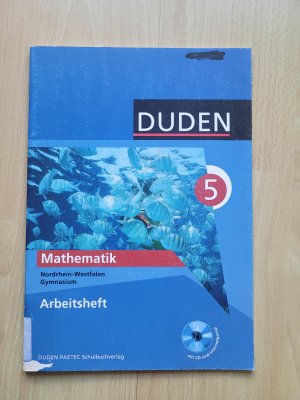 DUDEN
5
Mathematik
Nordrhein-Westfalen
Gymnasium
Arbeitsheft
DUDEN PAETEC Schulbuchverlag